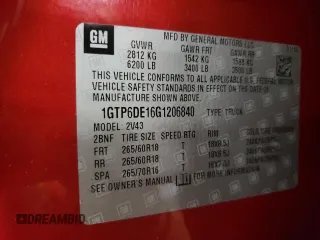 GM
MFD BY GENERAL MOTORS LLC
GVWR GAWR FRT GAWR RR
2812 KG 1542 KG
6200 LB 3400 LB
THIS VEHICLE CONFORMS TO ALL APPLICABLE U.S. FEDERAL MOTOR
VEHICLE SAFETY STANDARDS IN EFFECT ON THE DATE OF
MANUFACTURE SHOWN ABOVE.
1GTP6DE16G1206840 TYPE: TRUCK
MODEL: 2V43
2BNF TIRE SIZE SPEED RTG RIM
FRT 265/60R18 T 18X8.5J
RR 265/60R18 T 18X8.5J
SPA 265/70R16 T
SEE OWNER'S MANUAL FOR
DREAMBID